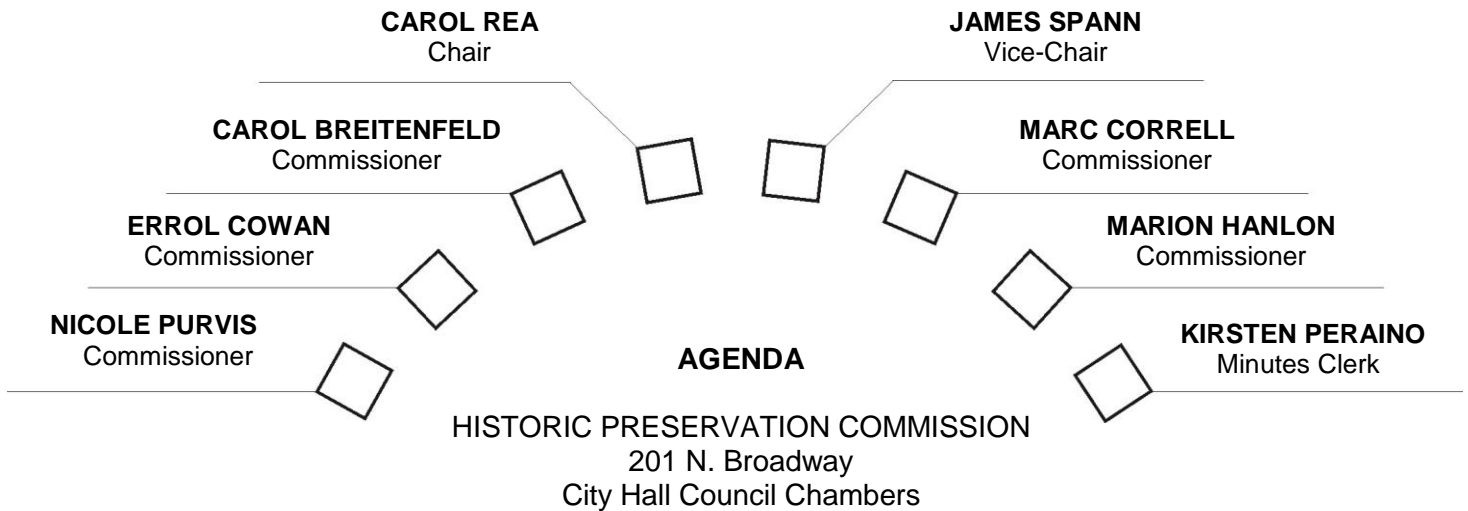 CAROL REA
Chair
JAMES SPANN
Vice-Chair
CAROL BREITENFELD
Commissioner
MARC CORRELL
Commissioner
ERROL COWAN
Commissioner
MARION HANLON
Commissioner
NICOLE PURVIS
Commissioner
KIRSTEN PERAINO
Minutes Clerk
AGENDA
HISTORIC PRESERVATION COMMISSION
201 N. Broadway
City Hall Council Chambers